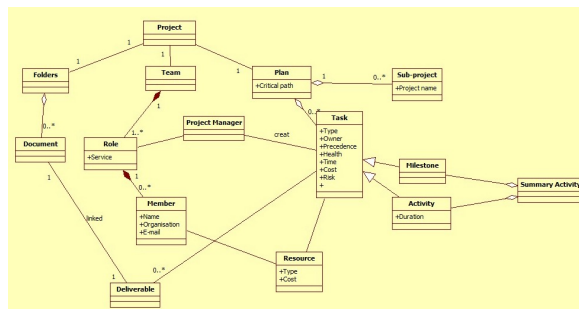 Project
1
1
1
Folders
Team
Plan
+Critical path
1
0..*
Sub-project
+Project name
1
0..*
0..*
Document
1..*
Role
+Service
Project Manager
creat
Task
+Type
+Owner
+Precedence
+Health
+Time
+Cost
+Risk
+
Milestone
Summary Activity
1
1
0..*
Member
+Name
+Organisation
+E-mail
Activity
+Duration
linked
Resource
+Type
+Cost
0..*
1
Deliverable